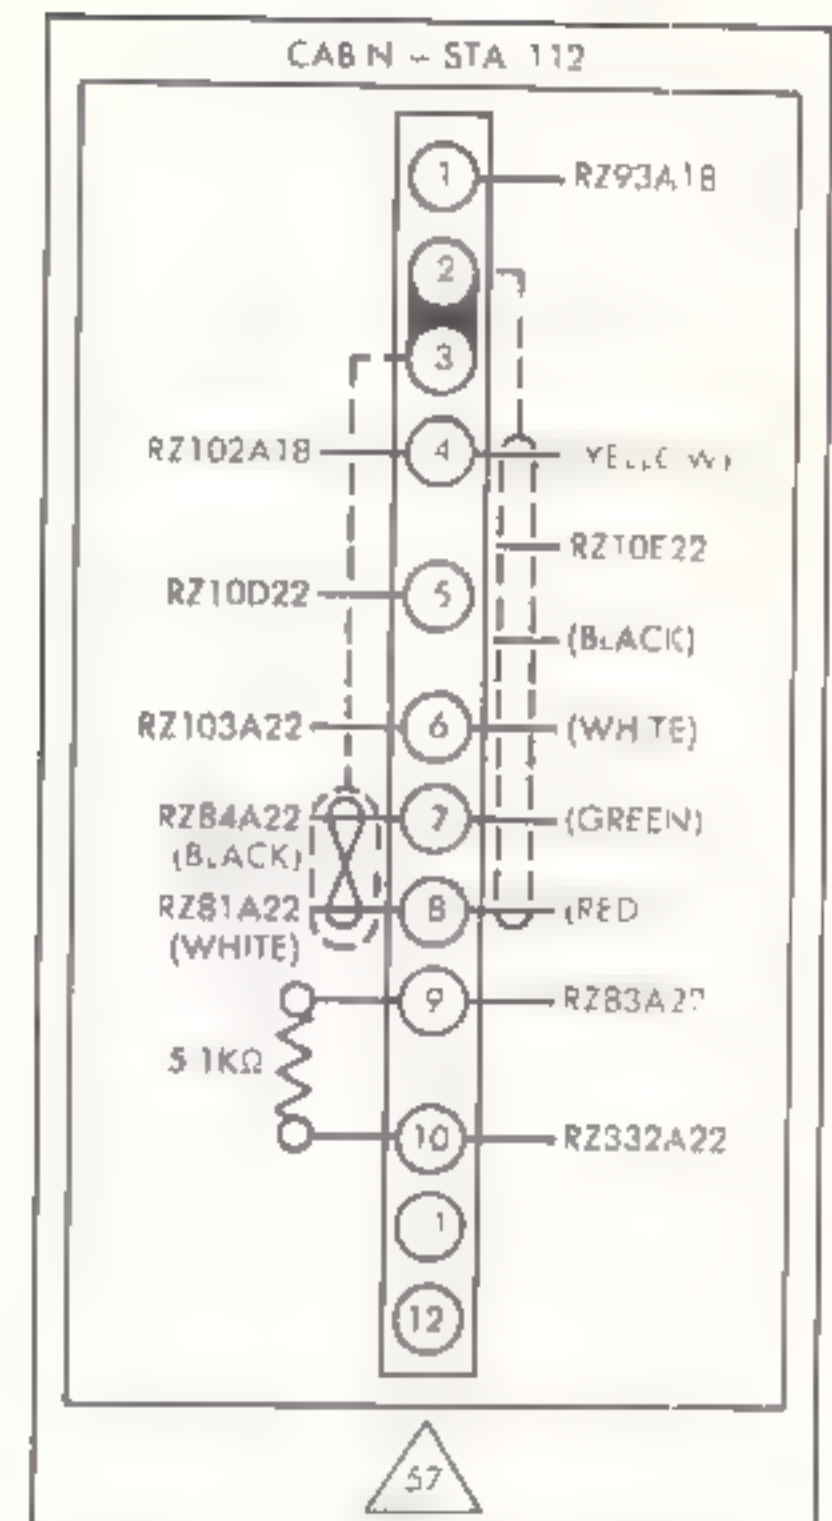 CABIN - STA 112
1 RZ93A18
2
3
RZ102A18 4
RZ10E22
RZ10D22 5
(BLACK)
RZ103A22 6 (WHITE)
RZ84A22 7 (GREEN)
(BLACK)
RZ81A22 8 (RED
(WHITE)
9
5 1KΩ
10 RZ332A22
12
57